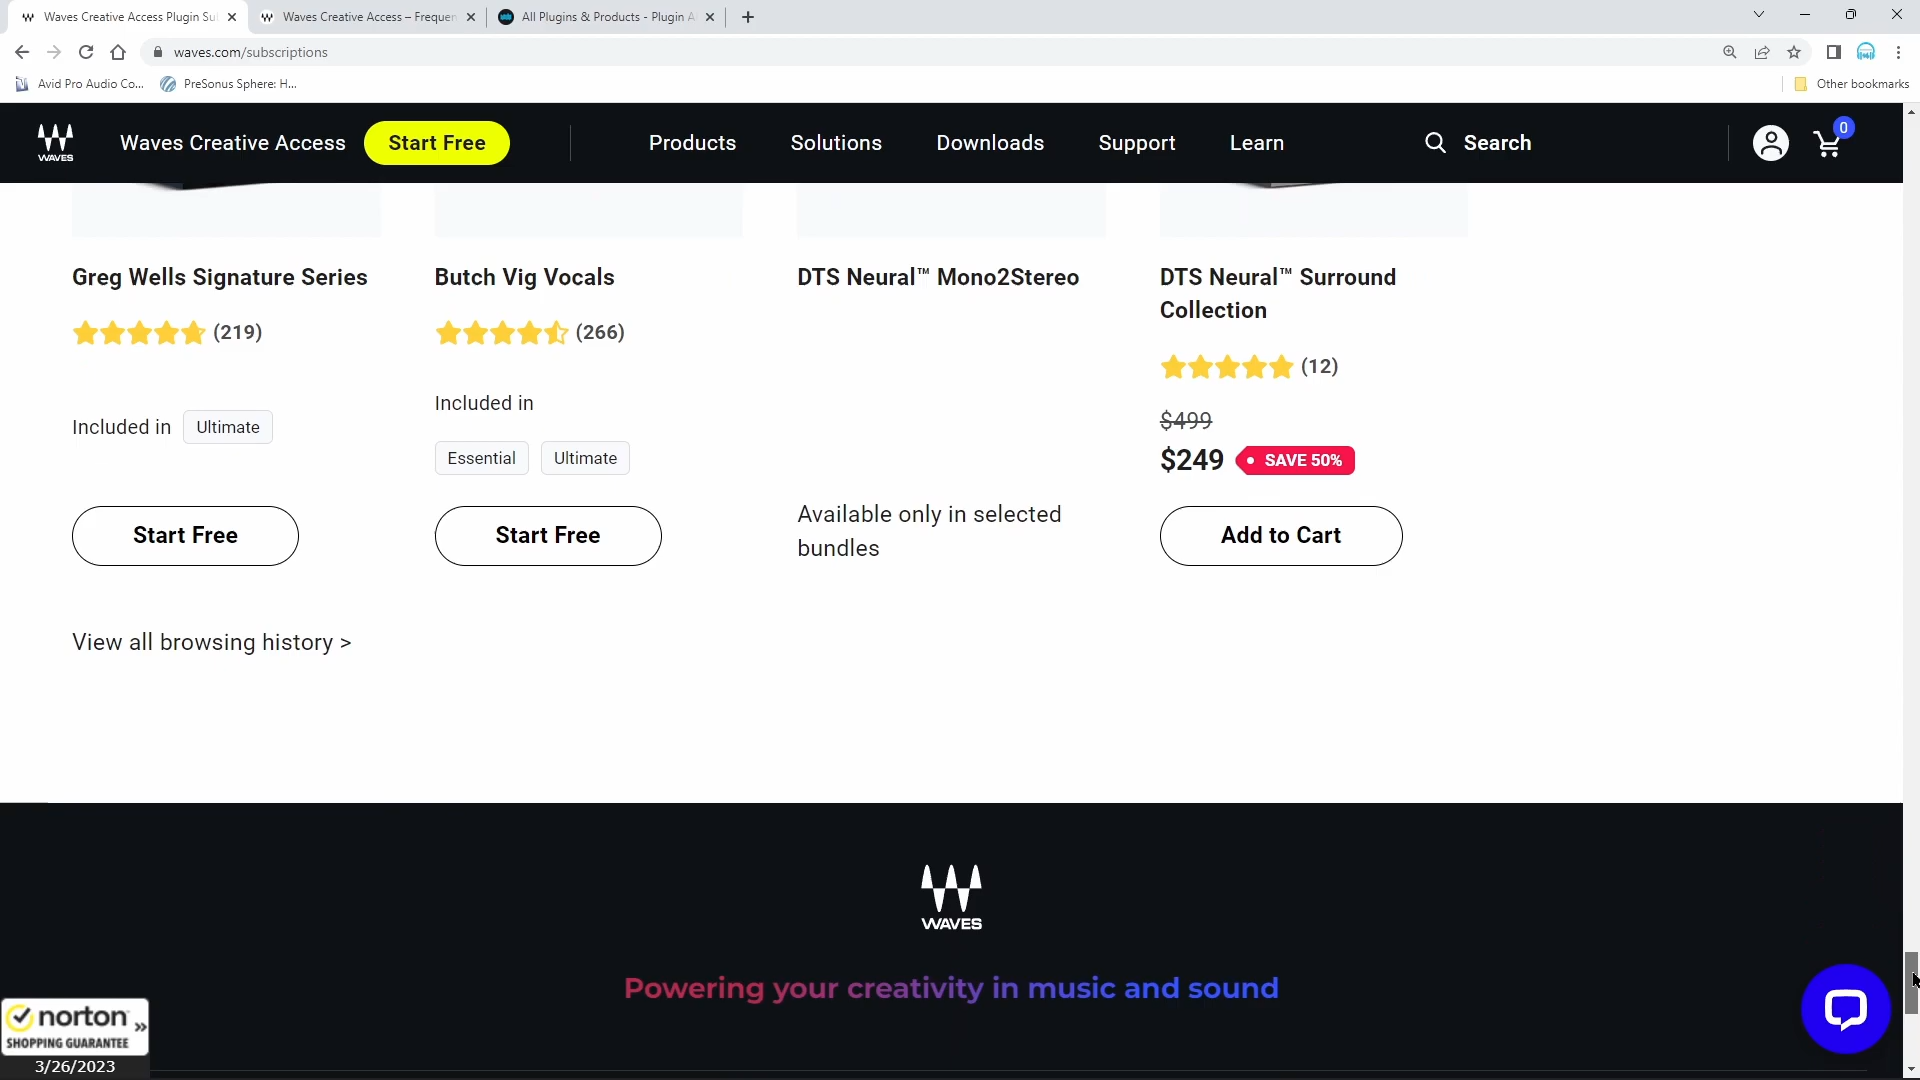 Waves Creative Access Plugin Su
Waves Creative Access – Frequen
All Plugins & Products - Plugin A
waves.com/subscriptions
Avid Pro Audio Co...
PreSonus Sphere: H...
Other bookmarks
WAVES
Waves Creative Access
Start Free
Products
Solutions
Downloads
Support
Learn
Search
0
Greg Wells Signature Series
(219)
Included in
Ultimate
Start Free
Butch Vig Vocals
(266)
Included in
Essential
Ultimate
Start Free
DTS Neural™ Mono2Stereo
Available only in selected
bundles
DTS Neural™ Surround
Collection
(12)
$499
$249
SAVE 50%
Add to Cart
View all browsing history >
WAVES
Powering your creativity in music and sound
norton »
SHOPPING GUARANTEE
3/26/2023